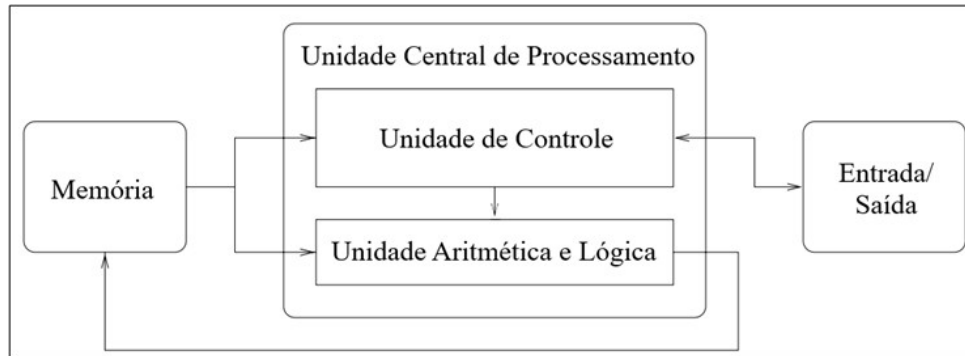 Unidade Central de Processamento
Unidade de Controle
Memória
Entrada/
Saída
Unidade Aritmética e Lógica